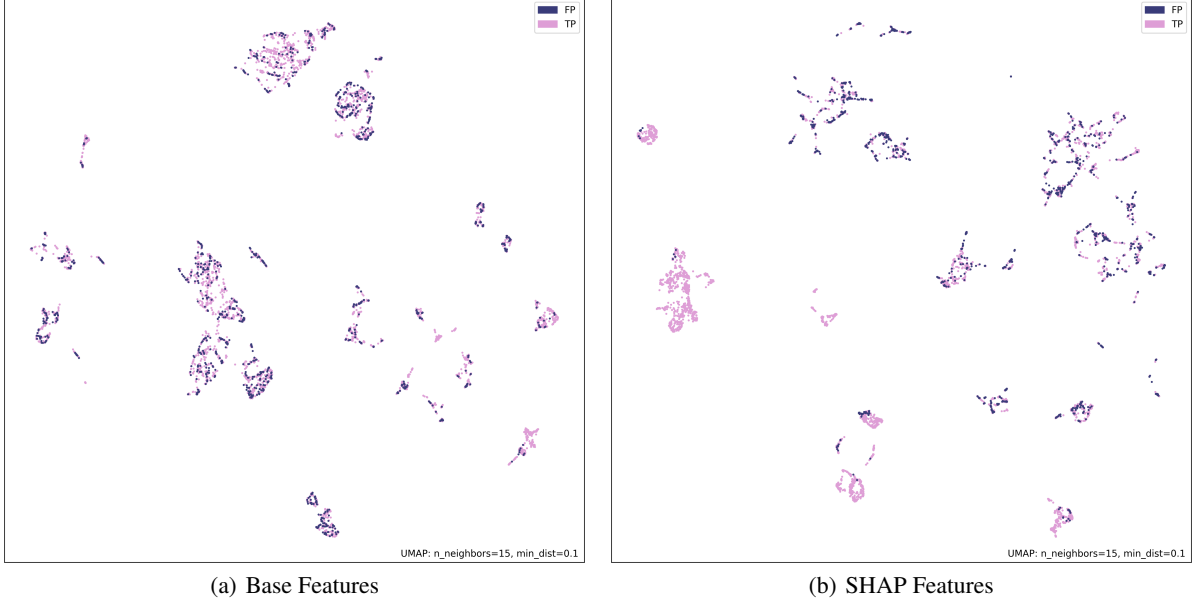 FP
TP
UMAP: n_neighbors=15, min_dist=0.1
(a) Base Features
FP
TP
UMAP: n_neighbors=15, min_dist=0.1
(b) SHAP Features